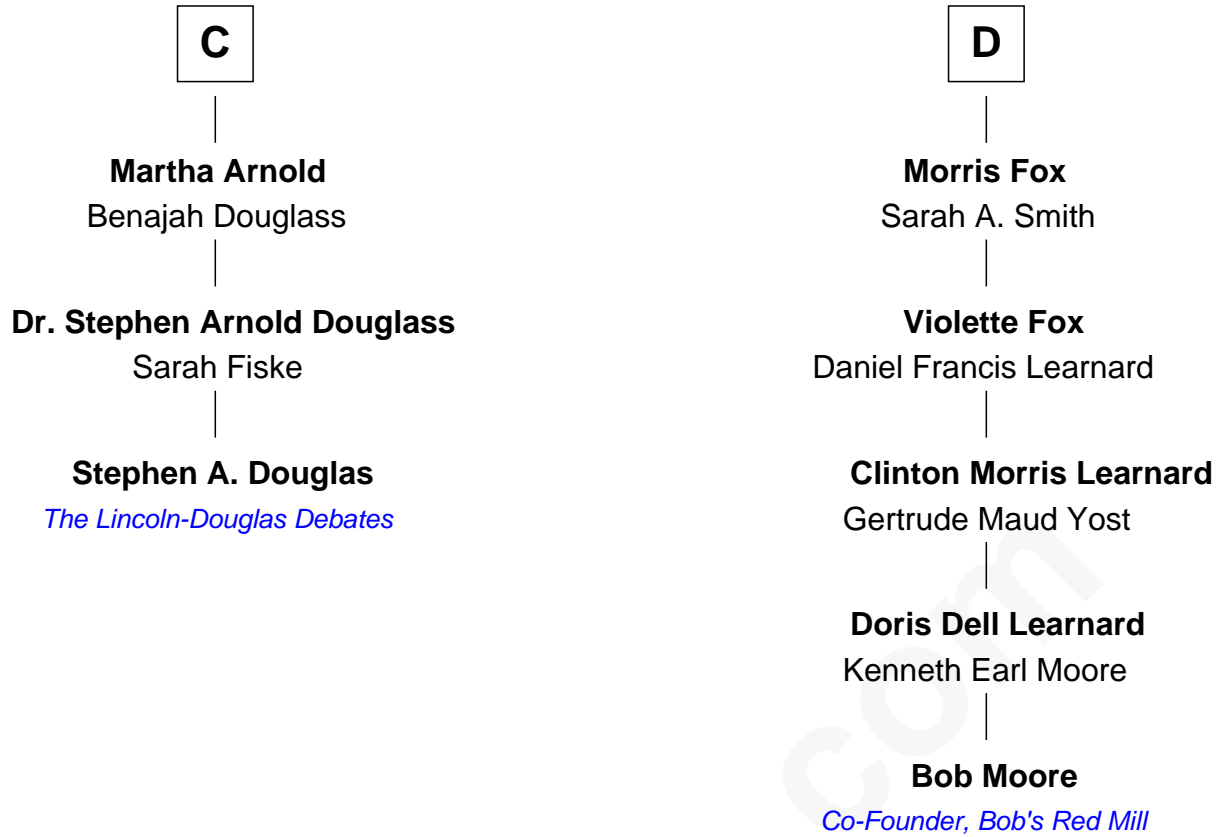 C
Martha Arnold
Benajah Douglass
Dr. Stephen Arnold Douglass
Sarah Fiske
Stephen A. Douglas
The Lincoln-Douglas Debates
D
Morris Fox
Sarah A. Smith
Violette Fox
Daniel Francis Learnard
Clinton Morris Learnard
Gertrude Maud Yost
Doris Dell Learnard
Kenneth Earl Moore
Bob Moore
Co-Founder, Bob's Red Mill
com